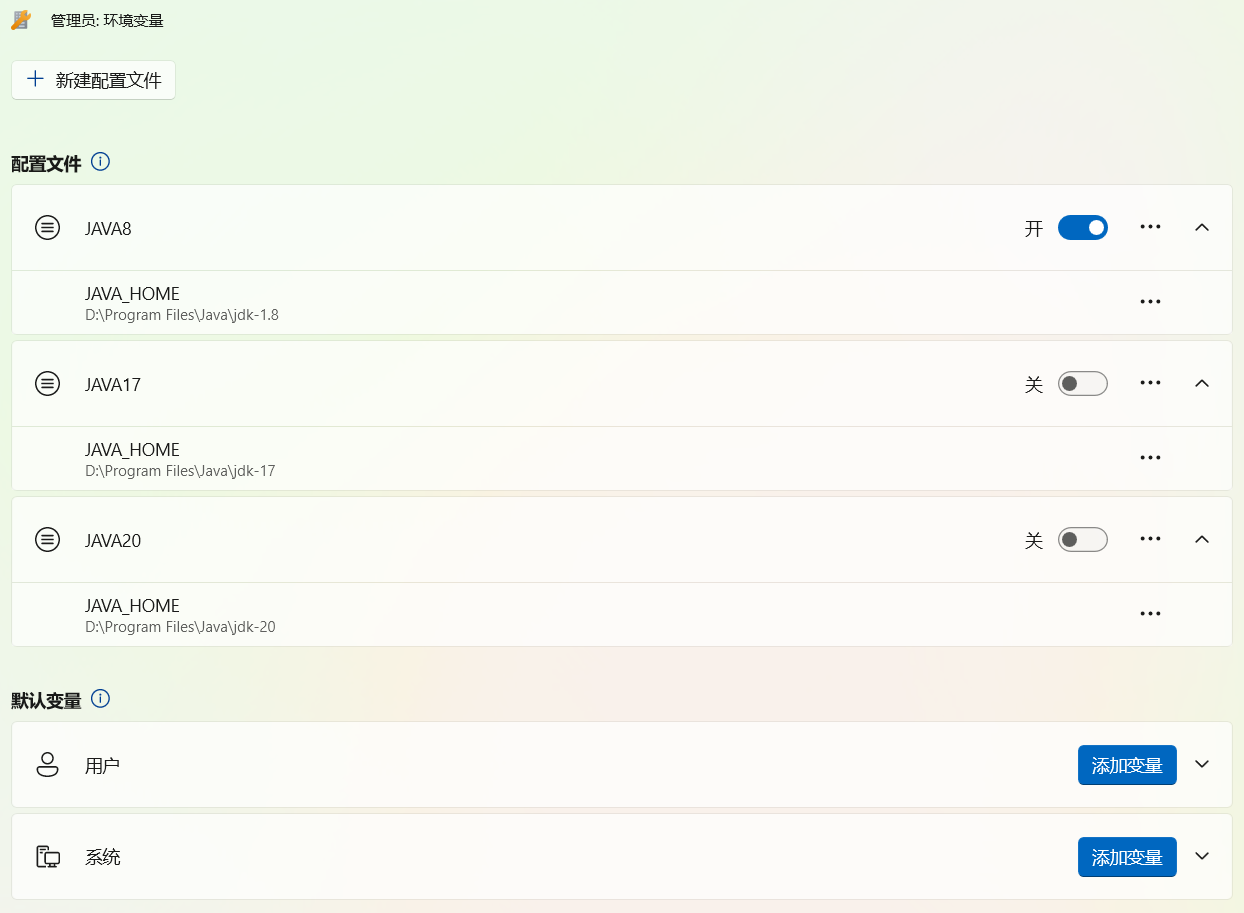 管理员: 环境变量
新建配置文件
配置文件
JAVA8 开
JAVA_HOME
D:\Program Files\Java\jdk-1.8
JAVA17 关
JAVA_HOME
D:\Program Files\Java\jdk-17
JAVA20 关
JAVA_HOME
D:\Program Files\Java\jdk-20
默认变量
用户 添加变量
系统 添加变量